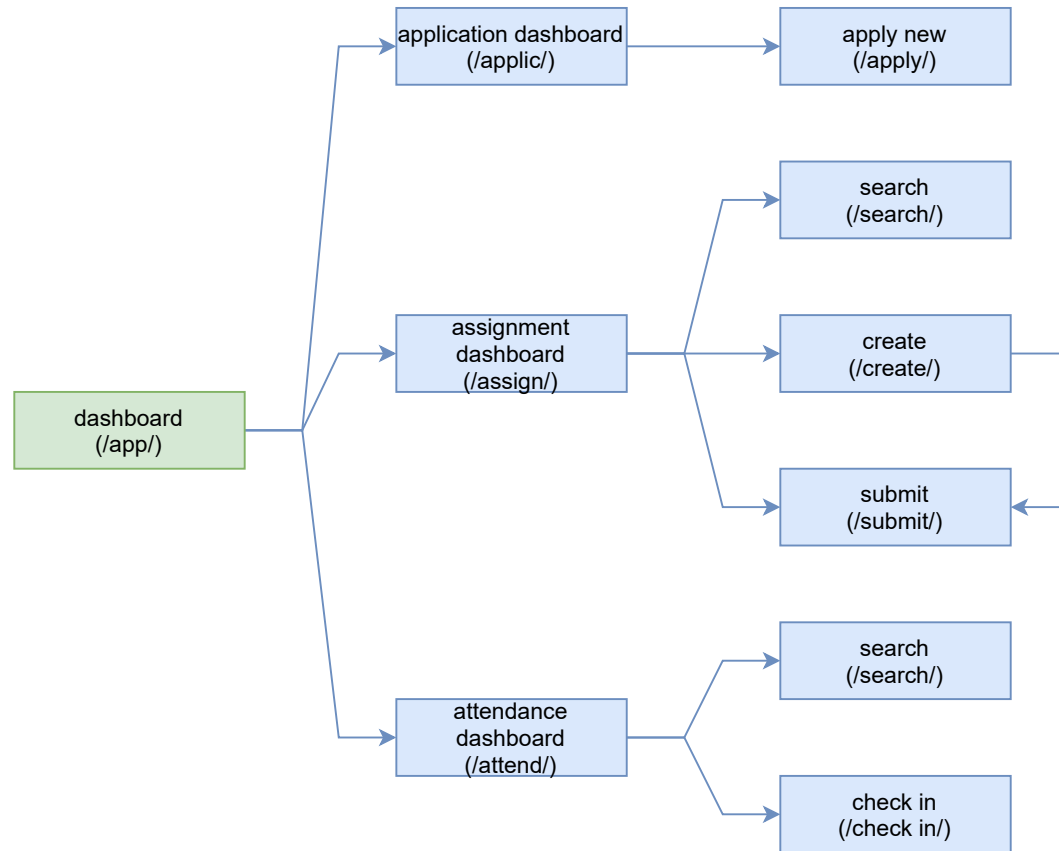 application dashboard
(/applic/)
apply new
(/apply/)
search
(/search/)
assignment
dashboard
(/assign/)
create
(/create/)
dashboard
(/app/)
submit
(/submit/)
search
(/search/)
attendance
dashboard
(/attend/)
check in
(/check in/)